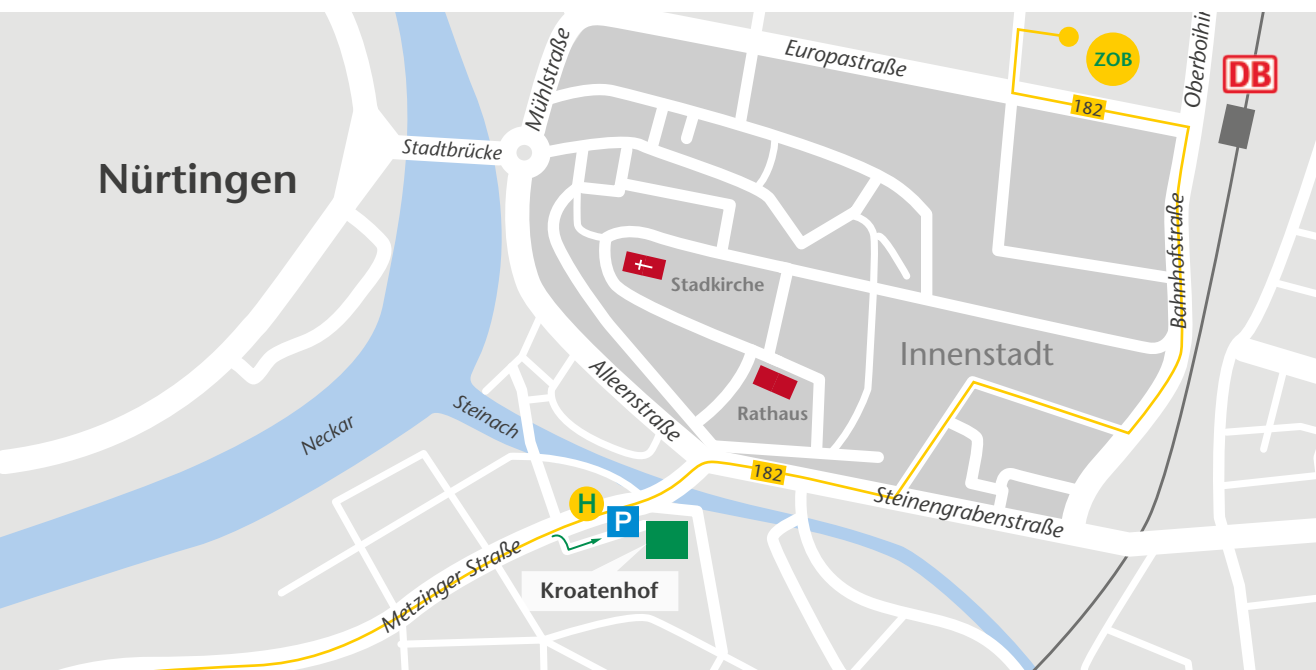 Europastraße
Oberboihi
ZOB
DB
182
Mühlstraße
Stadtbrücke
Nürtingen
Bahnhofstraße
Stadkirche
Innenstadt
Alleenstraße
Rathaus
Neckar
Steinach
182
Steinengrabenstraße
H
P
Metzinger Straße
Kroatenhof